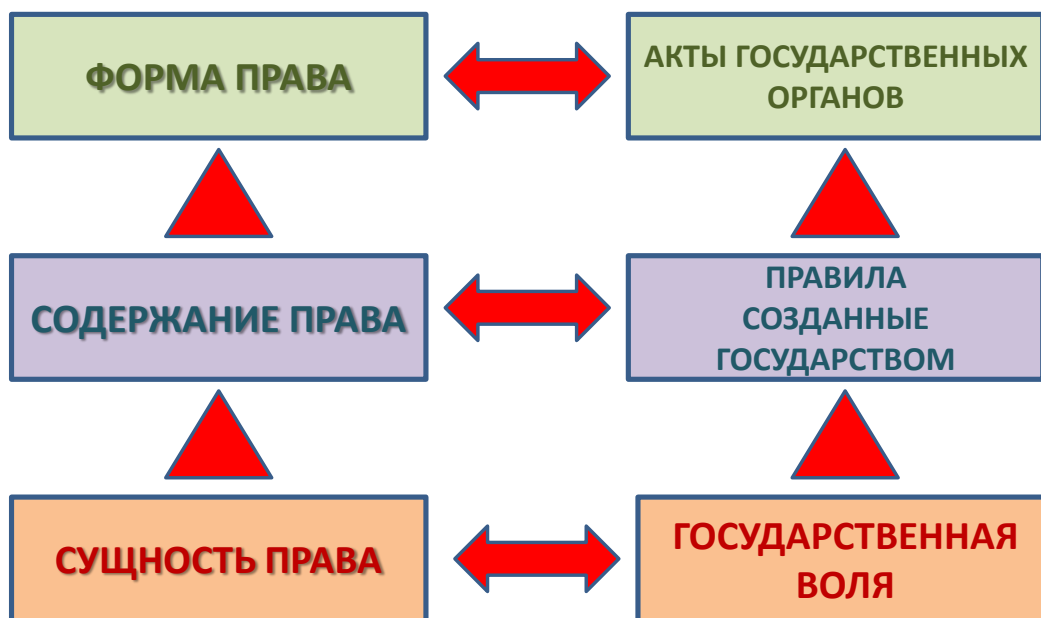 ФОРМА ПРАВА
АКТЫ ГОСУДАРСТВЕННЫХ
ОРГАНОВ
СОДЕРЖАНИЕ ПРАВА
ПРАВИЛА
СОЗДАННЫЕ
ГОСУДАРСТВОМ
СУЩНОСТЬ ПРАВА
ГОСУДАРСТВЕННАЯ
ВОЛЯ